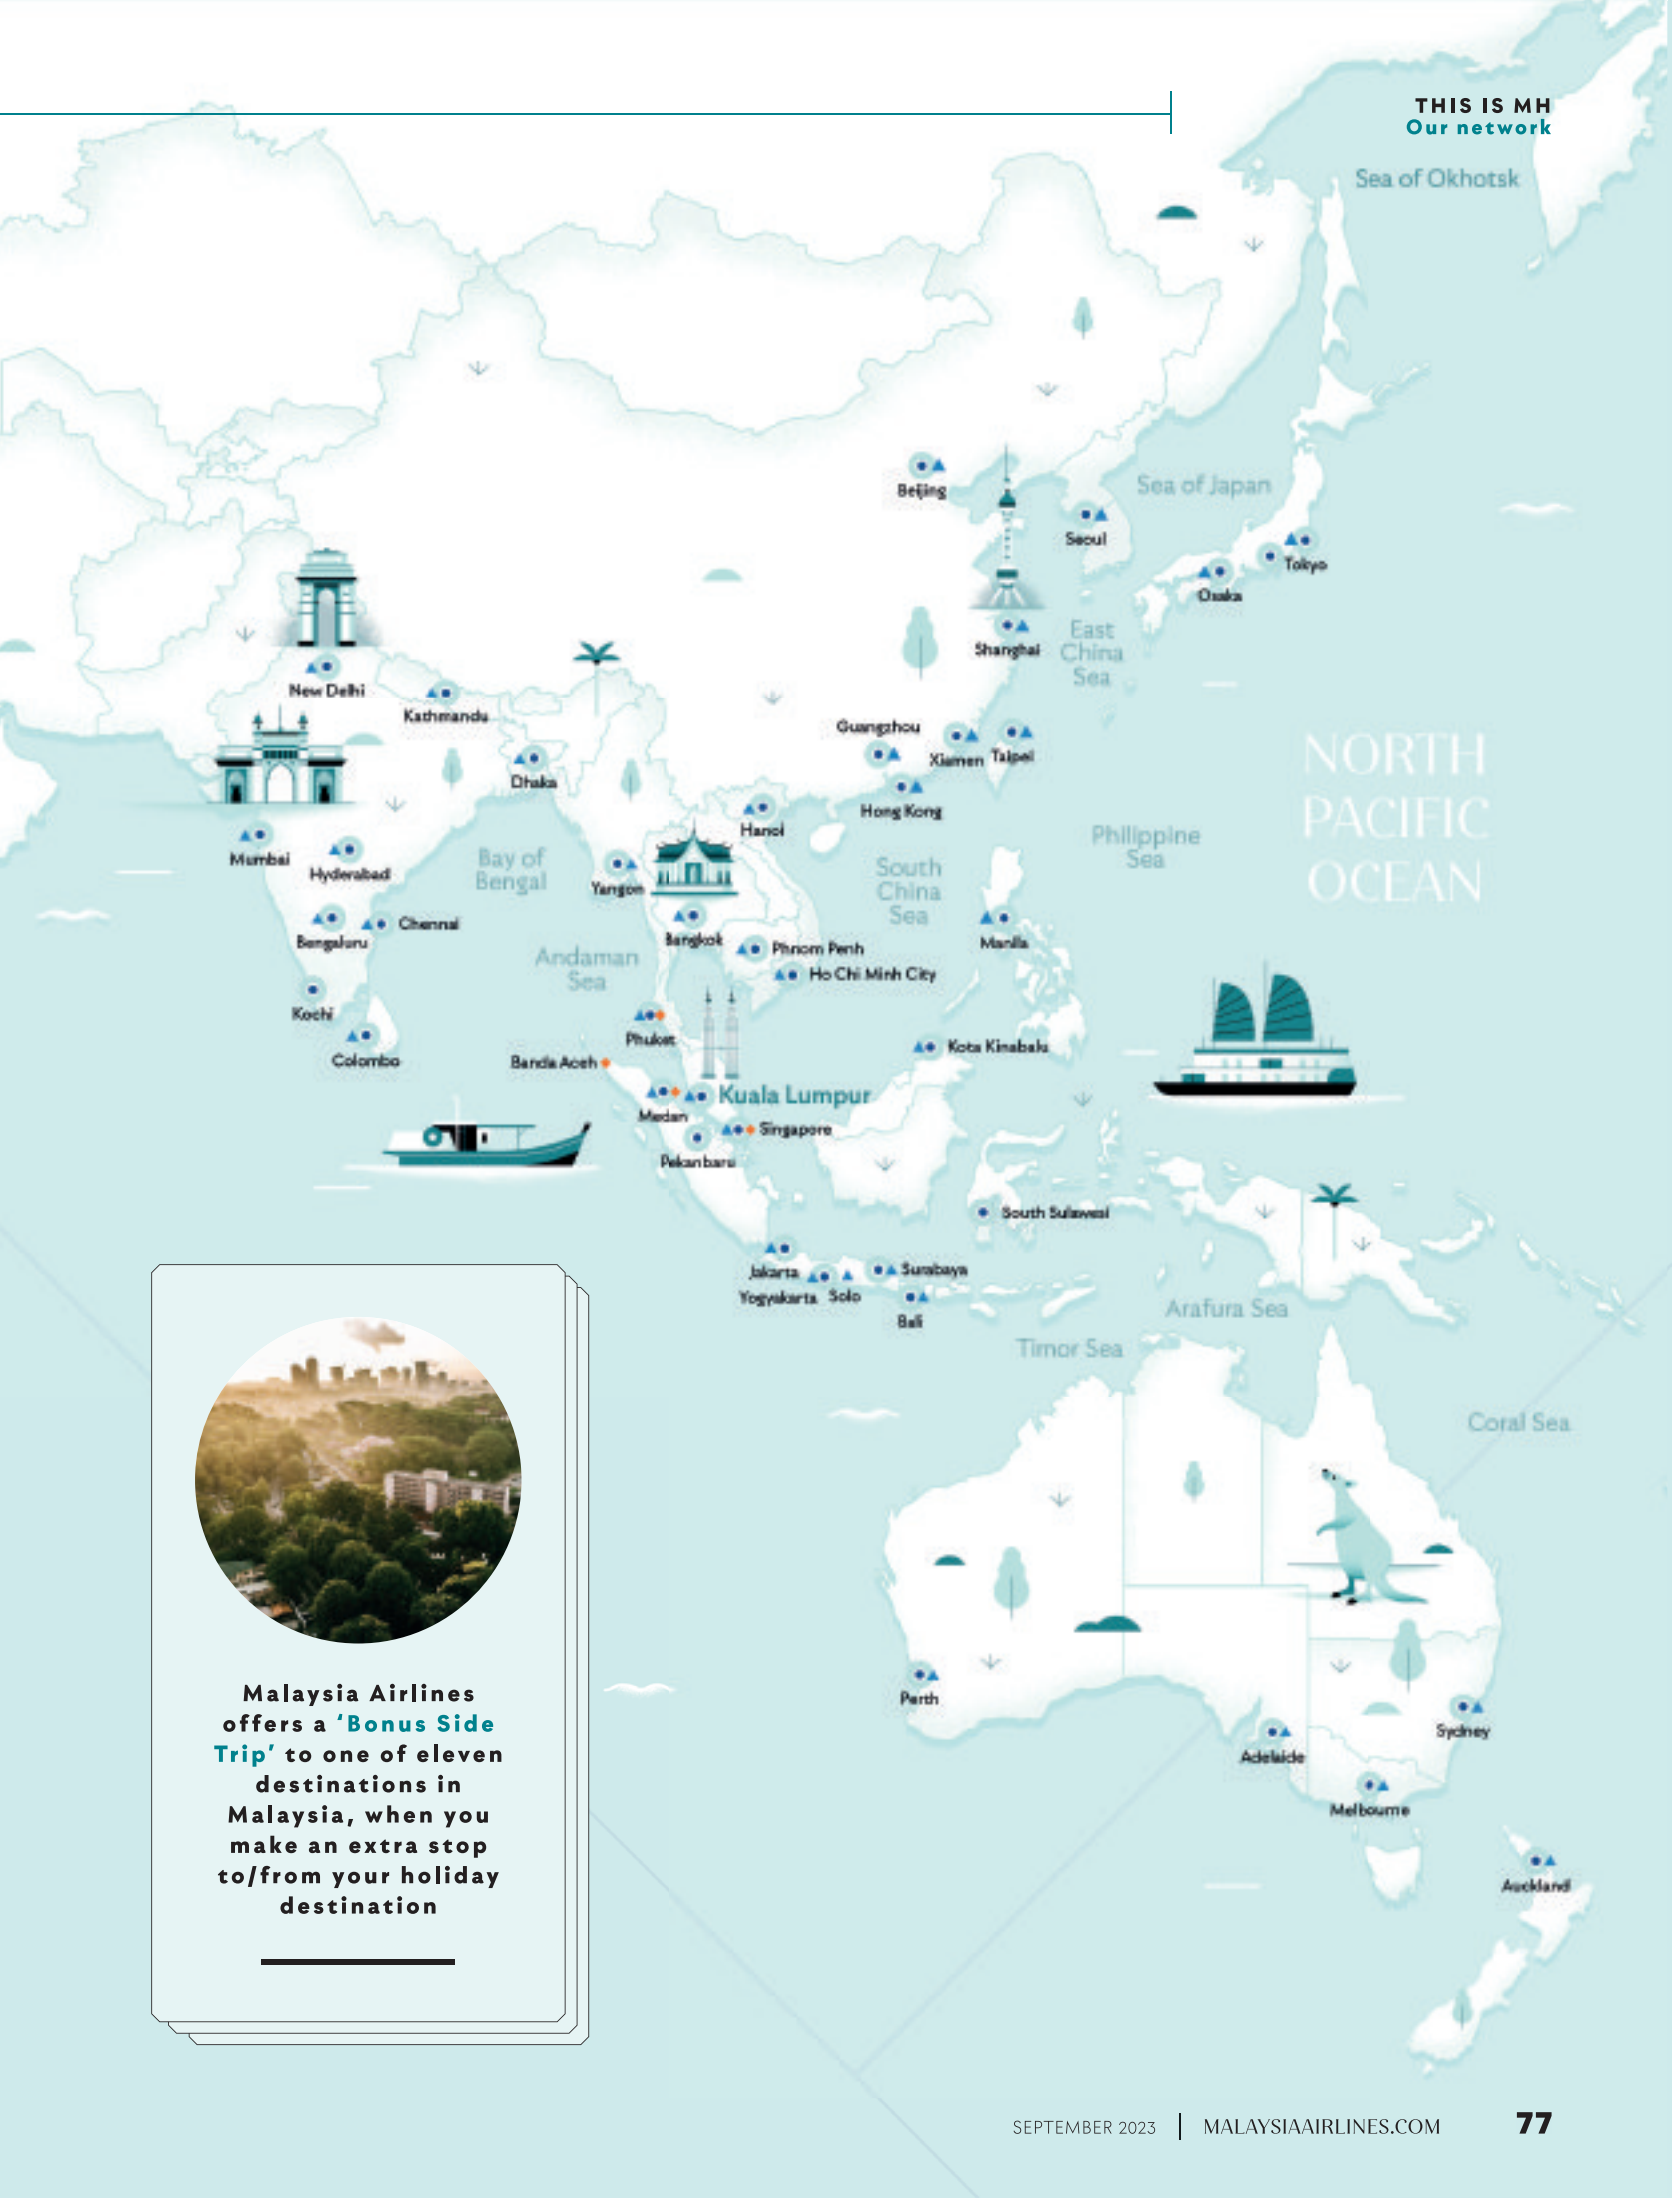 THIS IS MH
Our network
Sea of Okhotsk
Beijing
Sea of Japan
Seoul
Tokyo
Osaka
Shanghai
East
China
Sea
New Delhi
Kathmandu
Guangzhou
Xiamen
Taipei
Dhaka
Hong Kong
Hanoi
NORTH
PACIFIC
OCEAN
Philippine
Sea
Mumbai
Hyderabad
Bay of
Bengal
Yangon
South
China
Sea
Bengaluru
Chennai
Bangkok
Manila
Phnom Penh
Andaman
Sea
Ho Chi Minh City
Kochi
Phuket
Colombo
Banda Aceh
Kota Kinabalu
Kuala Lumpur
Medan
Singapore
Pekanbaru
South Sulawesi
Jakarta
Surabaya
Yogyakarta
Solo
Bali
Arafura Sea
Timor Sea
Coral Sea
Perth
Sydney
Adelaide
Melbourne
Auckland
Malaysia Airlines
offers a ‘Bonus Side
Trip’ to one of eleven
destinations in
Malaysia, when you
make an extra stop
to/from your holiday
destination
SEPTEMBER 2023 | MALAYSIAAIRLINES.COM 77